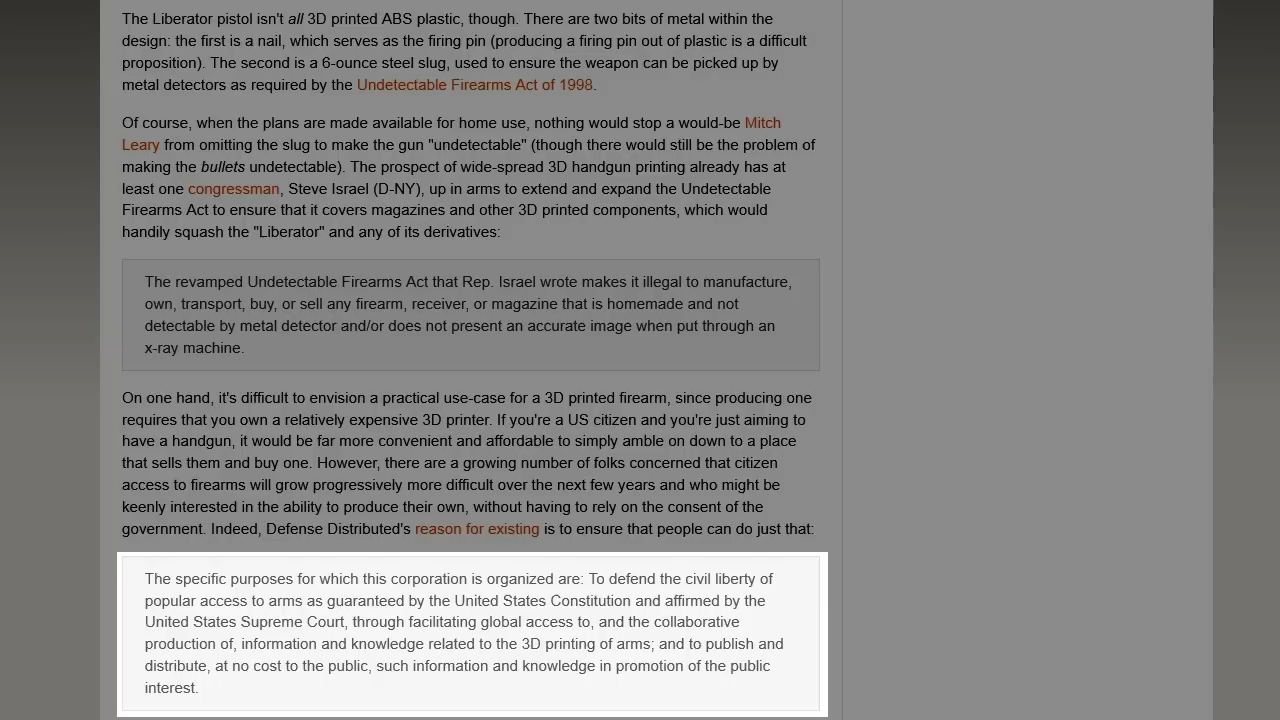 The Liberator pistol isn't all 3D printed ABS plastic, though. There are two bits of metal within the
design: the first is a nail, which serves as the firing pin (producing a firing pin out of plastic is a difficult
proposition). The second is a 6-ounce steel slug, used to ensure the weapon can be picked up by
metal detectors as required by the Undetectable Firearms Act of 1998.
Of course, when the plans are made available for home use, nothing would stop a would-be Mitch
Leary from omitting the slug to make the gun "undetectable" (though there would still be the problem of
making the bullets undetectable). The prospect of wide-spread 3D handgun printing already has at
least one congressman, Steve Israel (D-NY), up in arms to extend and expand the Undetectable
Firearms Act to ensure that it covers magazines and other 3D printed components, which would
handily squash the "Liberator" and any of its derivatives:
The revamped Undetectable Firearms Act that Rep. Israel wrote makes it illegal to manufacture,
own, transport, buy, or sell any firearm, receiver, or magazine that is homemade and not
detectable by metal detector and/or does not present an accurate image when put through an
x-ray machine.
On one hand, it's difficult to envision a practical use-case for a 3D printed firearm, since producing one
requires that you own a relatively expensive 3D printer. If you're a US citizen and you're just aiming to
have a handgun, it would be far more convenient and affordable to simply amble on down to a place
that sells them and buy one. However, there are a growing number of folks concerned that citizen
access to firearms will grow progressively more difficult over the next few years and who might be
keenly interested in the ability to produce their own, without having to rely on the consent of the
government. Indeed, Defense Distributed's reason for existing is to ensure that people can do just that:
The specific purposes for which this corporation is organized are: To defend the civil liberty of
popular access to arms as guaranteed by the United States Constitution and affirmed by the
United States Supreme Court, through facilitating global access to, and the collaborative
production of, information and knowledge related to the 3D printing of arms; and to publish and
distribute, at no cost to the public, such information and knowledge in promotion of the public
interest.